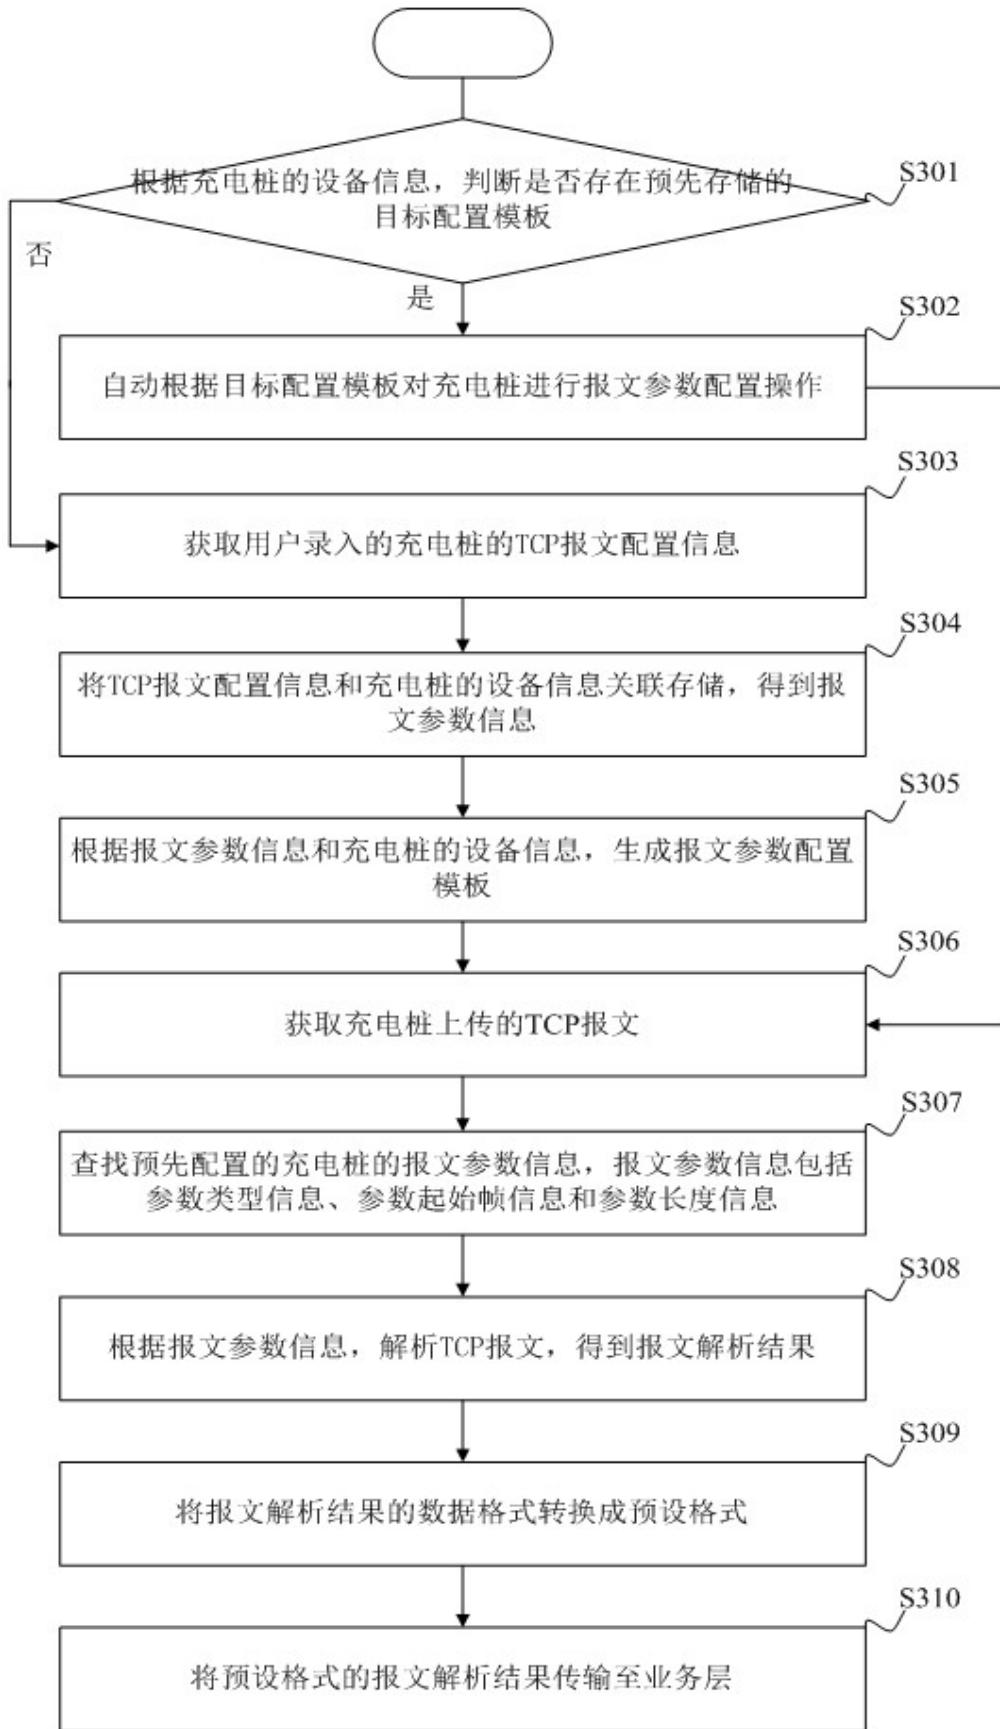 根据充电桩的设备信息，判断是否存在预先存储的
目标配置模板
S301
否
是
S302
自动根据目标配置模板对充电桩进行报文参数配置操作
S303
获取用户录入的充电桩的TCP报文配置信息
S304
将TCP报文配置信息和充电桩的设备信息关联存储，得到报
文参数信息
S305
根据报文参数信息和充电桩的设备信息，生成报文参数配置
模板
S306
获取充电桩上传的TCP报文
S307
查找预先配置的充电桩的报文参数信息，报文参数信息包括
参数类型信息、参数起始帧信息和参数长度信息
S308
根据报文参数信息，解析TCP报文，得到报文解析结果
S309
将报文解析结果的数据格式转换成预设格式
S310
将预设格式的报文解析结果传输至业务层